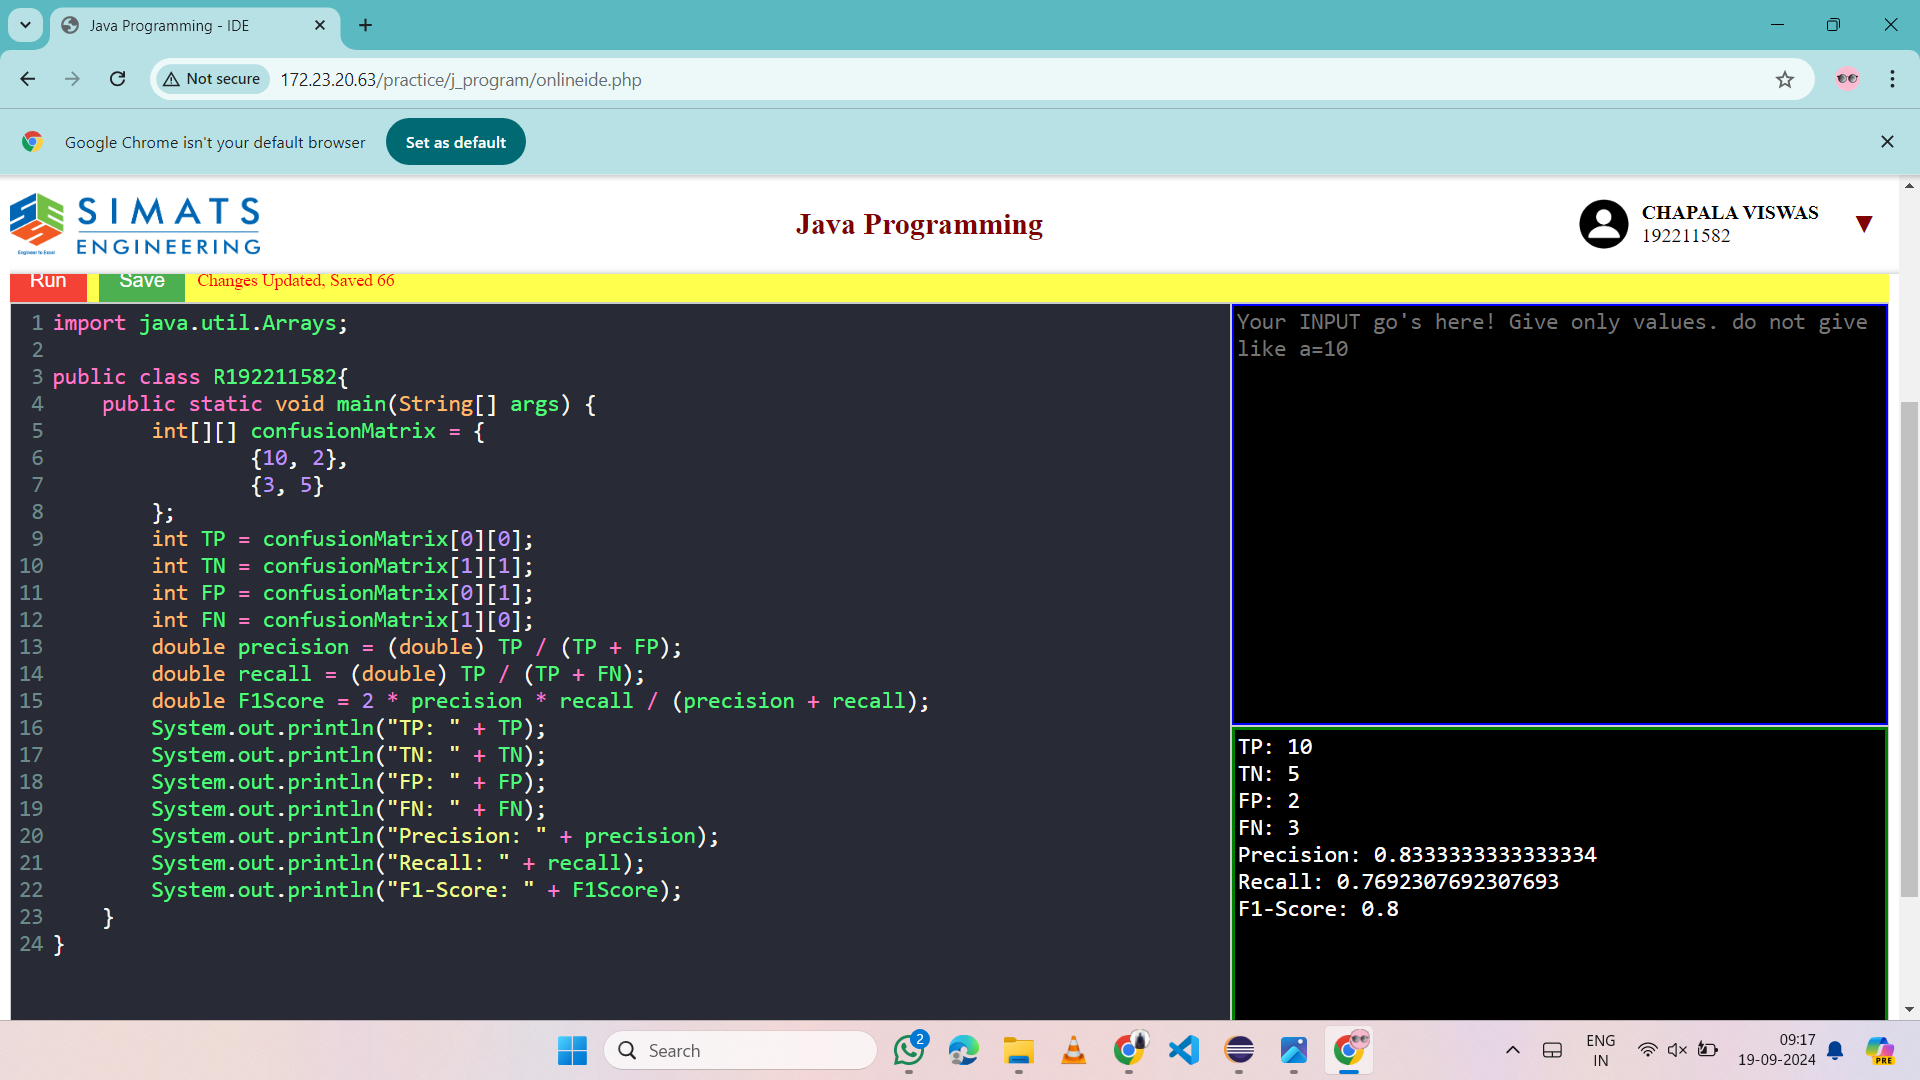 Java Programming - IDE
Not secure
172.23.20.63/practice/j_program/onlineide.php
Google Chrome isn't your default browser
Set as default
SIMATS
ENGINEERING
Engineer to Excel
Java Programming
CHAPALA VISWAS
192211582
Run
Save
Changes Updated, Saved 66
1 import java.util.Arrays;
2
3 public class R192211582{
4     public static void main(String[] args) {
5         int[][] confusionMatrix = {
6                 {10, 2},
7                 {3, 5}
8         };
9         int TP = confusionMatrix[0][0];
10         int TN = confusionMatrix[1][1];
11         int FP = confusionMatrix[0][1];
12         int FN = confusionMatrix[1][0];
13         double precision = (double) TP / (TP + FP);
14         double recall = (double) TP / (TP + FN);
15         double F1Score = 2 * precision * recall / (precision + recall);
16         System.out.println("TP: " + TP);
17         System.out.println("TN: " + TN);
18         System.out.println("FP: " + FP);
19         System.out.println("FN: " + FN);
20         System.out.println("Precision: " + precision);
21         System.out.println("Recall: " + recall);
22         System.out.println("F1-Score: " + F1Score);
23     }
24 }
Your INPUT go's here! Give only values. do not give
like a=10
TP: 10
TN: 5
FP: 2
FN: 3
Precision: 0.8333333333333334
Recall: 0.7692307692307693
F1-Score: 0.8
Search
2
ENG
IN
09:17
19-09-2024
PRE